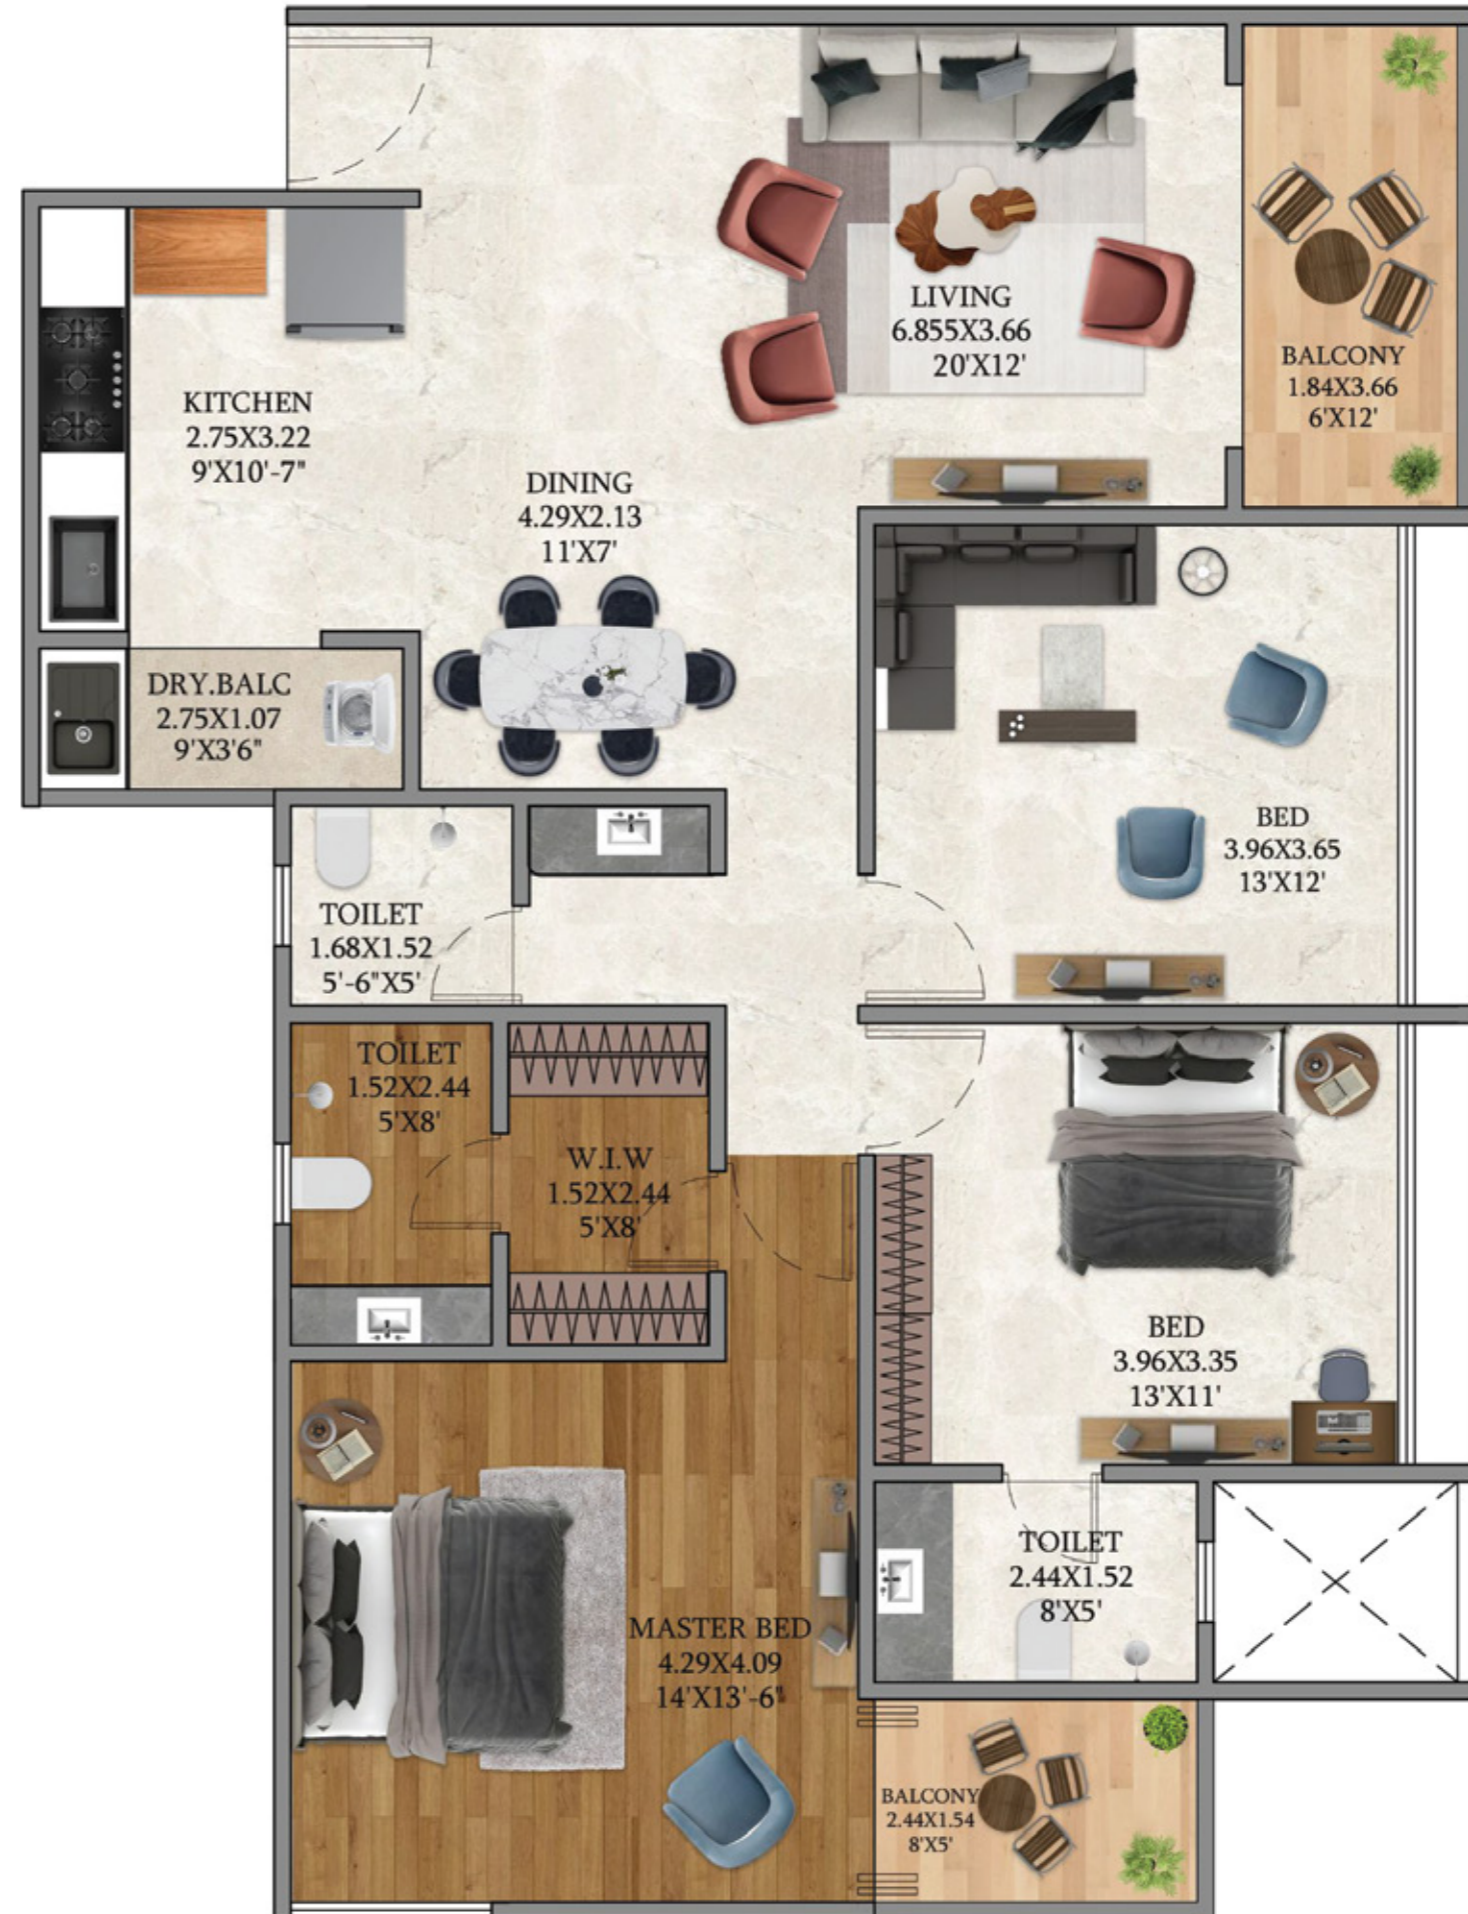 LIVING
6.855X3.66
20'X12'
BALCONY
1.84X3.66
6'X12'
KITCHEN
2.75X3.22
9'X10'-7"
DINING
4.29X2.13
11'X7'
DRY.BALC
2.75X1.07
9'X3'6"
BED
3.96X3.65
13'X12'
TOILET
1.68X1.52
5'-6"X5'
TOILET
1.52X2.44
5'X8'
W.I.W
1.52X2.44
5'X8'
BED
3.96X3.35
13'X11'
TOILET
2.44X1.52
8'X5'
MASTER BED
4.29X4.09
14'X13'-6"
BALCONY
2.44X1.54
8'X5'